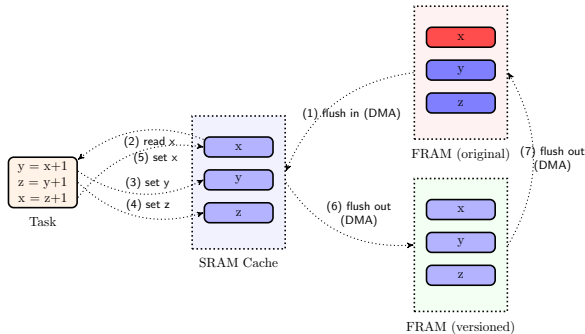 x
y
z
FRAM (original)
(1) flush in (DMA)
(7) flush out
(DMA)
(2) read x
(5) set x
(3) set y
(4) set z
y = x+1
z = y+1
x = z+1
Task
x
y
z
SRAM Cache
(6) flush out
(DMA)
x
y
z
FRAM (versioned)